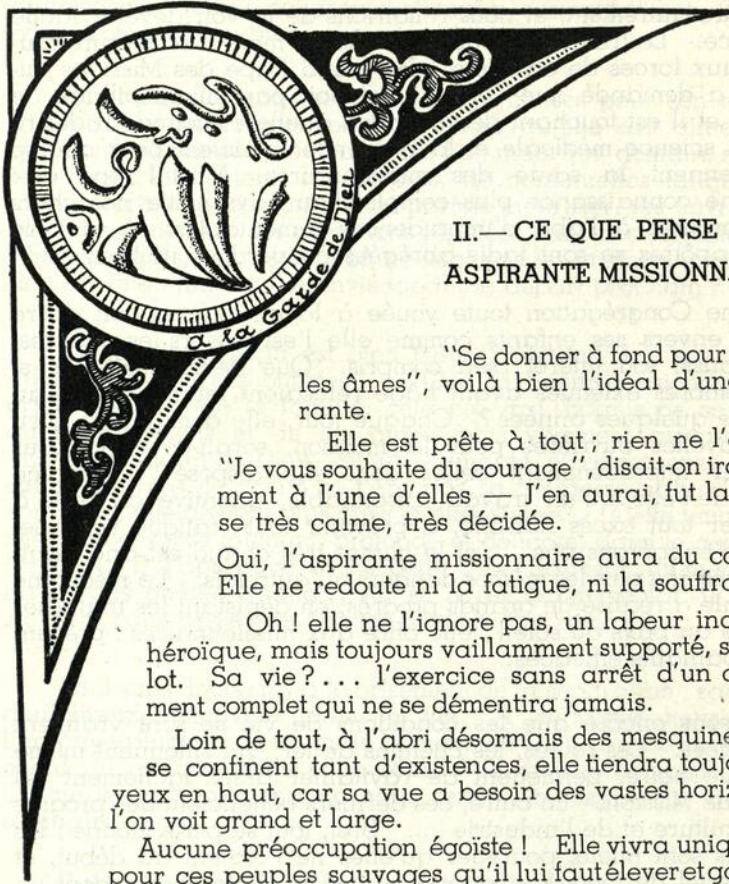 A la Garde de Dieu
II.—CE QUE PENSE
ASPIRANTE MISSIONN
"Se donner à fond pour
les âmes", voilà bien l'idéal d'un
rante.
Elle est prête à tout ; rien ne l'
"Je vous souhaite du courage", disait-on iro
ment à l'une d'elles — J'en aurai, fut la
se très calme, très décidée.
Oui, l'aspirante missionnaire aura du co
Elle ne redoute ni la fatigue, ni la souffr
Oh ! elle ne l'ignore pas, un labeur inc
héroïque, mais toujours vaillamment supporté, s
lot. Sa vie ? . . . l'exercice sans arrêt d'un d
ment complet qui ne se démentira jamais.
Loin de tout à l'abri désormais des mesquine
se confinent tant d'existences, elle tiendra toujo
yeux en haut, car sa vue a besoin des vastes horiz
l'on voit grand et large.
Aucune préoccupation égoïste ! Elle vivra uniq
pour ces peuples sauvages qu'il lui faut élever et ga